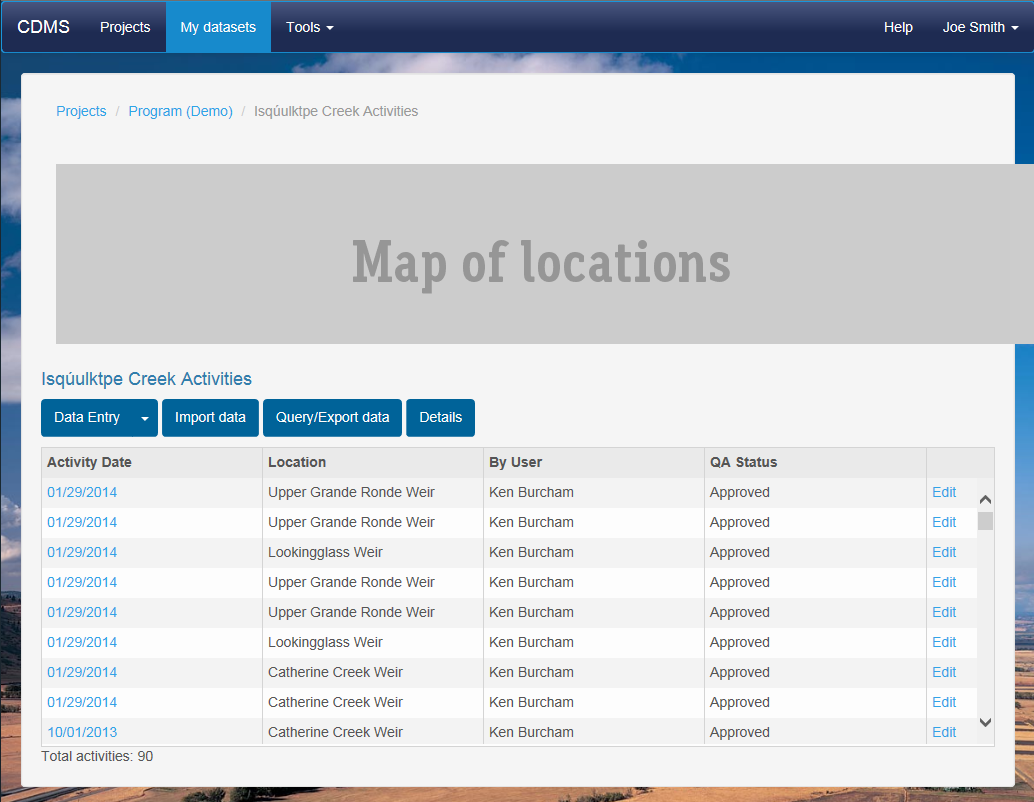 CDMS Projects My datasets Tools Help Joe Smith
Projects / Program (Demo) / Isqúulktpe Creek Activities
Map of locations
Isqúulktpe Creek Activities
Data Entry Import data Query/Export data Details
Activity Date Location By User QA Status
01/29/2014 Upper Grande Ronde Weir Ken Burcham Approved Edit
01/29/2014 Upper Grande Ronde Weir Ken Burcham Approved Edit
01/29/2014 Lookingglass Weir Ken Burcham Approved Edit
01/29/2014 Upper Grande Ronde Weir Ken Burcham Approved Edit
01/29/2014 Upper Grande Ronde Weir Ken Burcham Approved Edit
01/29/2014 Lookingglass Weir Ken Burcham Approved Edit
01/29/2014 Catherine Creek Weir Ken Burcham Approved Edit
01/29/2014 Catherine Creek Weir Ken Burcham Approved Edit
10/01/2013 Catherine Creek Weir Ken Burcham Approved Edit
Total activities: 90